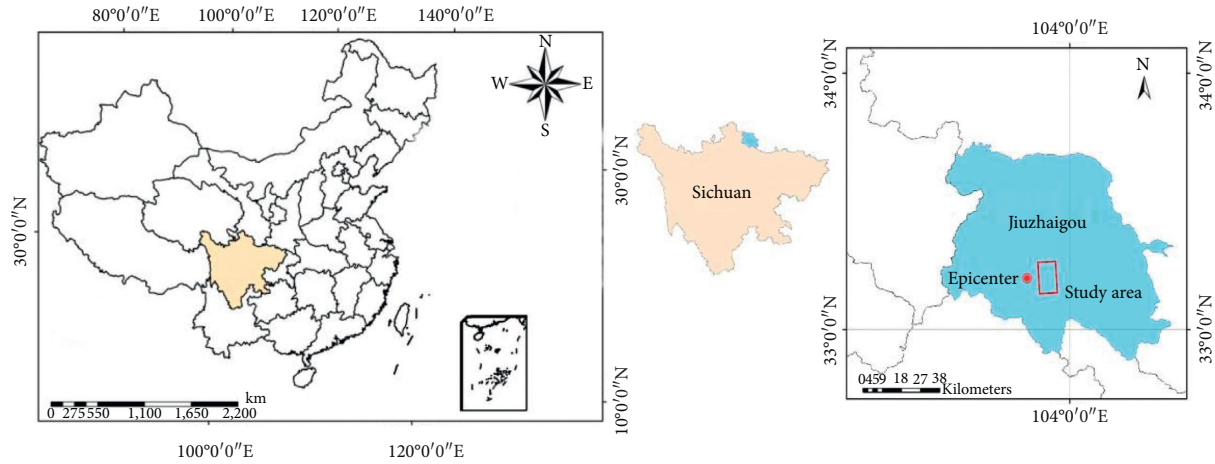 80°0′0″E 100°0′0″E 120°0′0″E 140°0′0″E
N
W E
S
30°0′0″N
30°0′0″N
10°0′0″N
km
0 275550 1,100 1,650 2,200
100°0′0″E 120°0′0″E
Sichuan
104°0′0″E
34°0′0″N
34°0′0″N
N
Jiuzhaigou
Epicenter
Study area
33°0′0″N
33°0′0″N
0459 18 27 38
Kilometers
104°0′0″E